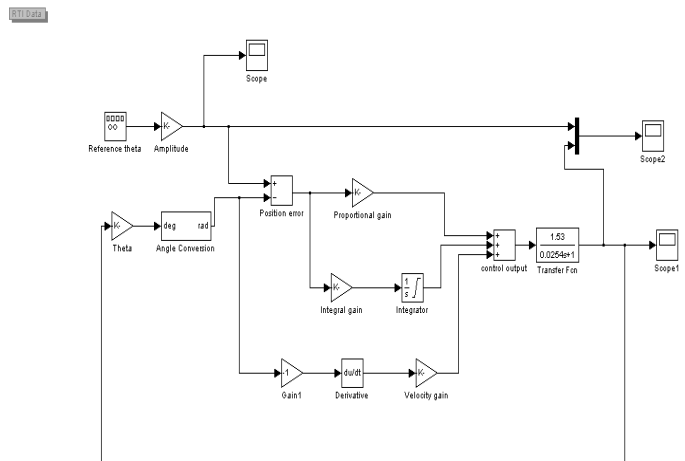 RTI Data
Scope
K-
Reference theta
Amplitude
Scope2
+
−
Position error
K-
Proportional gain
K-
Theta
deg
rad
Angle Conversion
+
+
+
control output
1.53
0.0254s+1
Transfer Fcn
Scope1
K-
Integral gain
1
s
Integrator
-1
Gain1
du/dt
Derivative
K-
Velocity gain